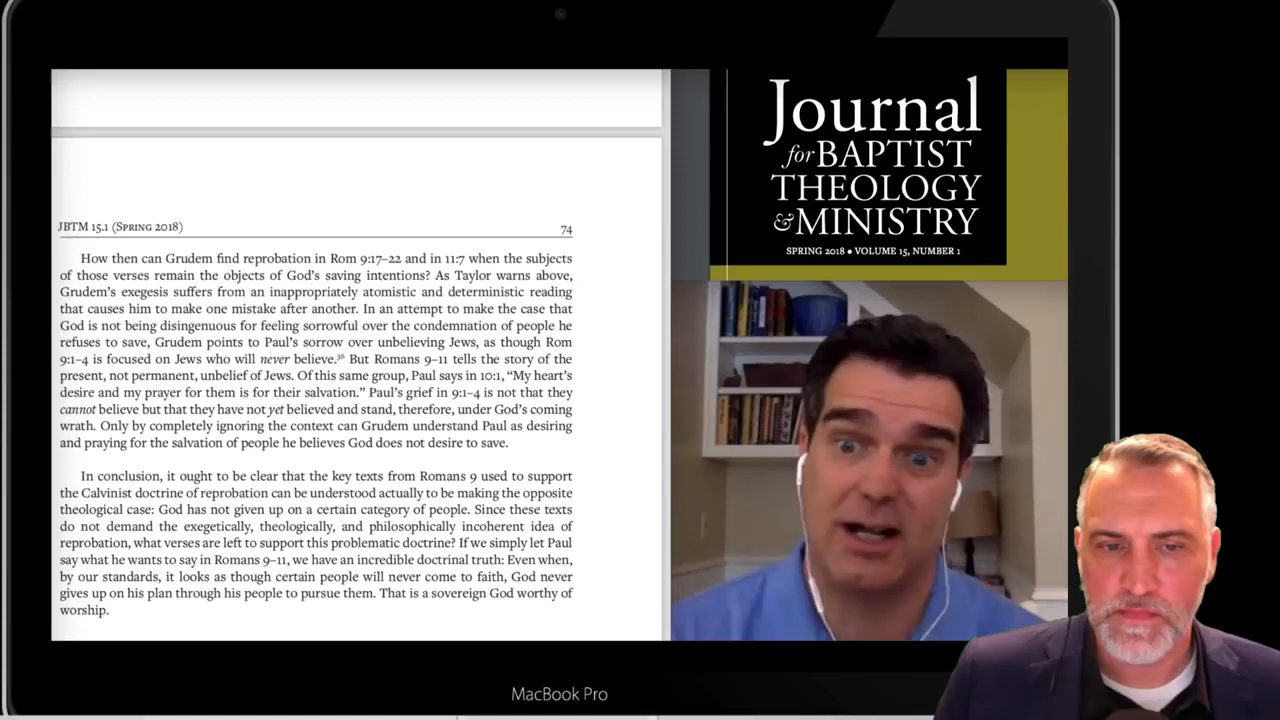 JBTM 15.1 (SPRING 2018) 74
How then can Grudem find reprobation in Rom 9:17–22 and in 11:7 when the subjects
of those verses remain the objects of God's saving intentions? As Taylor warns above,
Grudem's exegesis suffers from an inappropriately atomistic and deterministic reading
that causes him to make one mistake after another. In an attempt to make the case that
God is not being disingenuous for feeling sorrowful over the condemnation of people he
refuses to save, Grudem points to Paul's sorrow over unbelieving Jews, as though Rom
9:1–4 is focused on Jews who will never believe.³⁶ But Romans 9–11 tells the story of the
present, not permanent, unbelief of Jews. Of this same group, Paul says in 10:1, “My heart's
desire and my prayer for them is for their salvation.” Paul's grief in 9:1–4 is not that they
cannot believe but that they have not yet believed and stand, therefore, under God's coming
wrath. Only by completely ignoring the context can Grudem understand Paul as desiring
and praying for the salvation of people he believes God does not desire to save.
In conclusion, it ought to be clear that the key texts from Romans 9 used to support
the Calvinist doctrine of reprobation can be understood actually to be making the opposite
theological case: God has not given up on a certain category of people. Since these texts
do not demand the exegetically, theologically, and philosophically incoherent idea of
reprobation, what verses are left to support this problematic doctrine? If we simply let Paul
say what he wants to say in Romans 9–11, we have an incredible doctrinal truth: Even when,
by our standards, it looks as though certain people will never come to faith, God never
gives up on his plan through his people to pursue them. That is a sovereign God worthy of
worship.
Journal
for BAPTIST
THEOLOGY
& MINISTRY
SPRING 2018 • VOLUME 15, NUMBER 1
MacBook Pro